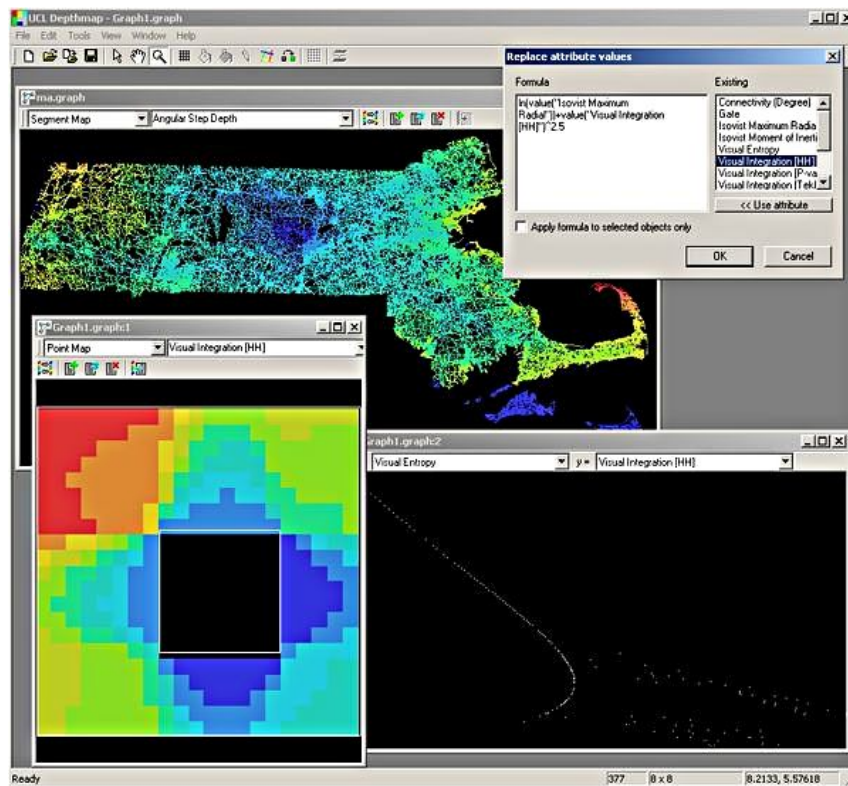 UCL Depthmap - Graph1.graph
File Edit Tools View Window Help
Replace attribute values
Formula
Existing
ln(value("Isovist Maximum
Radial"))+value("Visual Integration
[HH]")^2.5
Connectivity (Degree)
Gate
Isovist Maximum Radia
Isovist Moment of Inerti
Visual Entropy
Visual Integration [HH]
Visual Integration [P-va
Visual Integration [Tekl
<< Use attribute
Apply formula to selected objects only
OK Cancel
ma.graph
Segment Map Angular Step Depth
Graph1.graph:1
Point Map Visual Integration [HH]
Graph1.graph:2
Visual Entropy y = Visual Integration [HH]
Ready 377 8 x 8 8.2133, 5.57618